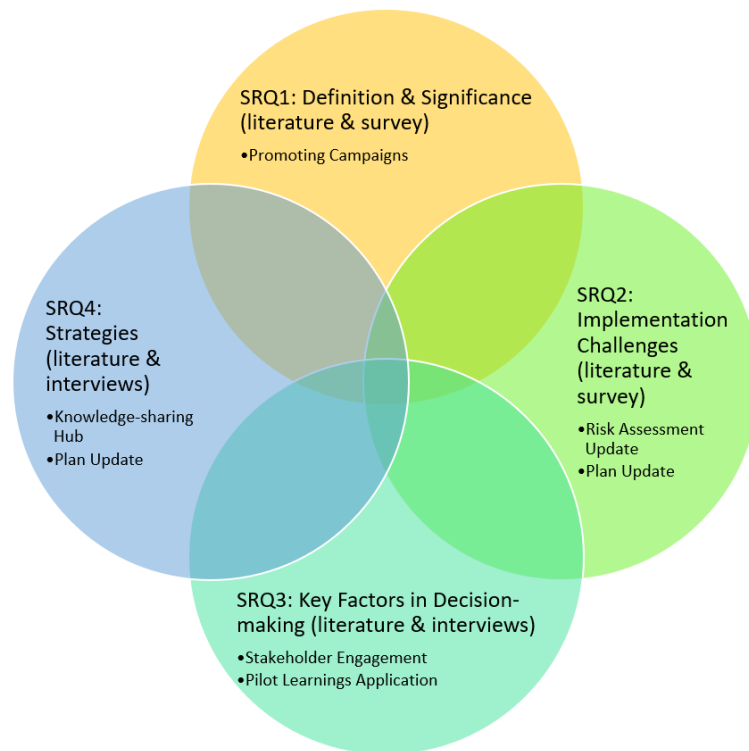 SRQ1: Definition & Significance
(literature & survey)
•Promoting Campaigns
SRQ4:
Strategies
(literature &
interviews)
•Knowledge-sharing
Hub
•Plan Update
SRQ2:
Implementation
Challenges
(literature &
survey)
•Risk Assessment
Update
•Plan Update
SRQ3: Key Factors in Decision-
making (literature & interviews)
•Stakeholder Engagement
•Pilot Learnings Application